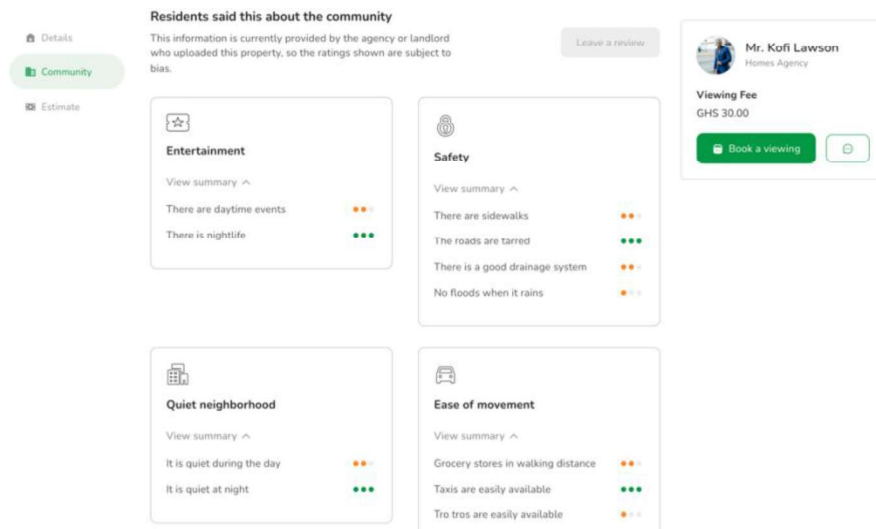 Details
Community
Estimate
Residents said this about the community
This information is currently provided by the agency or landlord
who uploaded this property, so the ratings shown are subject to
bias.
Leave a review
Entertainment
View summary
There are daytime events
There is nightlife
Safety
View summary
There are sidewalks
The roads are tarred
There is a good drainage system
No floods when it rains
Quiet neighborhood
View summary
It is quiet during the day
It is quiet at night
Ease of movement
View summary
Grocery stores in walking distance
Taxis are easily available
Tro tros are easily available
Mr. Kofi Lawson
Homes Agency
Viewing Fee
GHS 30.00
Book a viewing